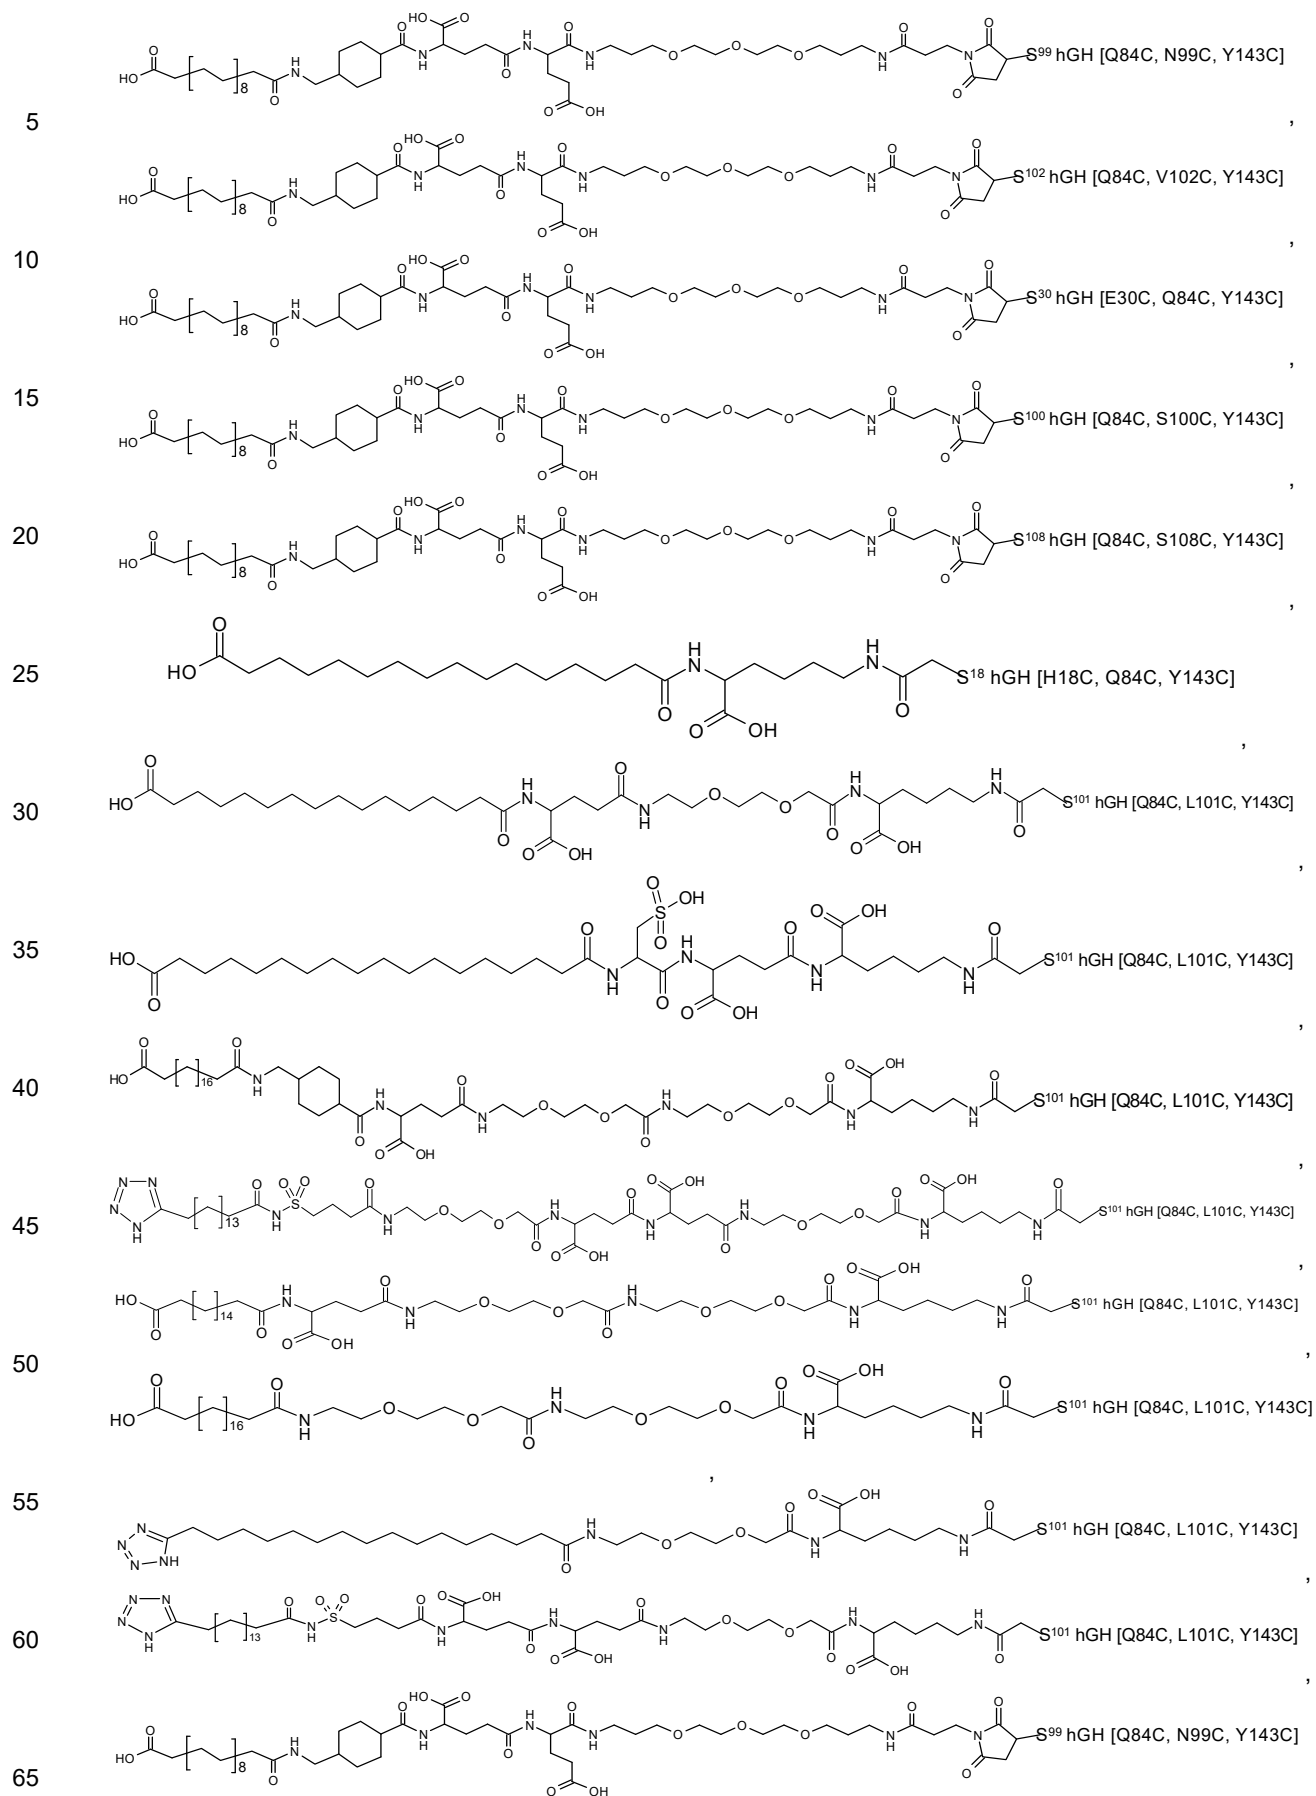 S99 hGH [Q84C, N99C, Y143C]
5 ,
S102 hGH [Q84C, V102C, Y143C]
10 ,
S30 hGH [E30C, Q84C, Y143C]
15 ,
S100 hGH [Q84C, S100C, Y143C]
20 ,
S108 hGH [Q84C, S108C, Y143C]
,
25 S18 hGH [H18C, Q84C, Y143C]
,
30 S101 hGH [Q84C, L101C, Y143C]
,
35 S101 hGH [Q84C, L101C, Y143C]
,
40 S101 hGH [Q84C, L101C, Y143C]
,
45 S101 hGH [Q84C, L101C, Y143C]
,
S101 hGH [Q84C, L101C, Y143C]
50 ,
S101 hGH [Q84C, L101C, Y143C]
,
55 S101 hGH [Q84C, L101C, Y143C]
,
60 S101 hGH [Q84C, L101C, Y143C]
,
S99 hGH [Q84C, N99C, Y143C]
65